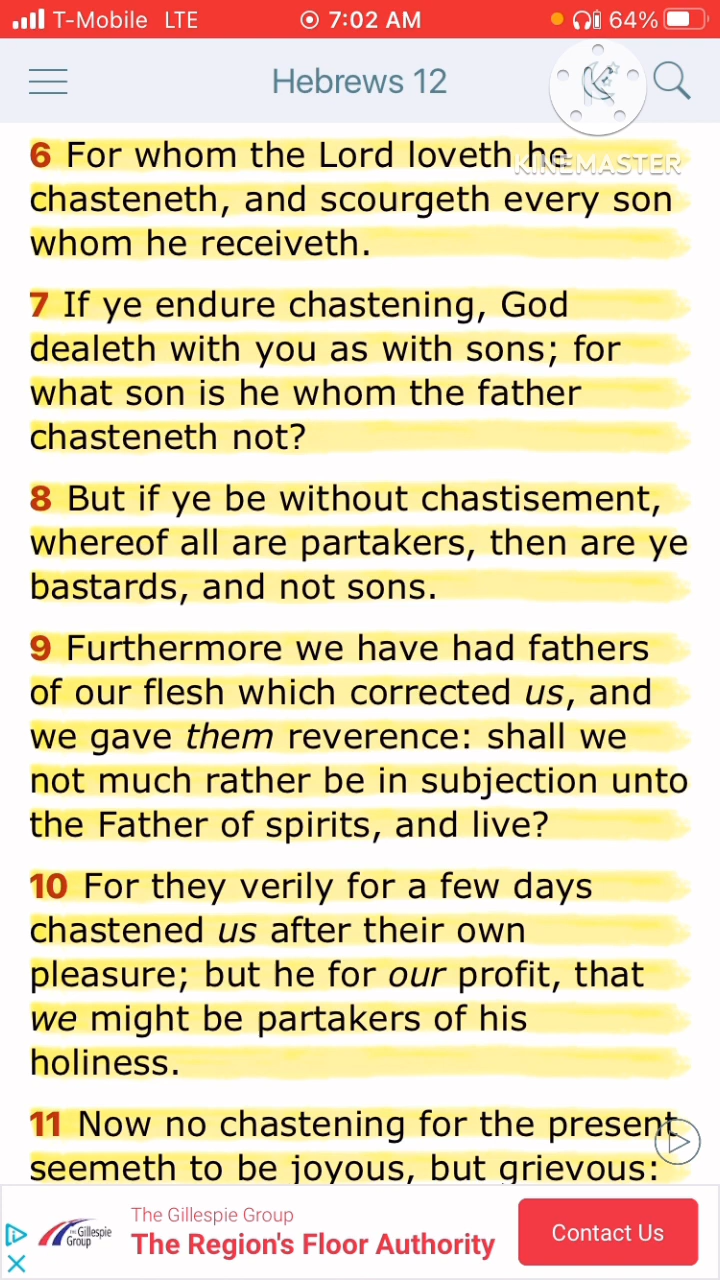 T-Mobile LTE 7:02 AM 64%
Hebrews 12
KINEMASTER
6 For whom the Lord loveth he
chasteneth, and scourgeth every son
whom he receiveth.
7 If ye endure chastening, God
dealeth with you as with sons; for
what son is he whom the father
chasteneth not?
8 But if ye be without chastisement,
whereof all are partakers, then are ye
bastards, and not sons.
9 Furthermore we have had fathers
of our flesh which corrected us, and
we gave them reverence: shall we
not much rather be in subjection unto
the Father of spirits, and live?
10 For they verily for a few days
chastened us after their own
pleasure; but he for our profit, that
we might be partakers of his
holiness.
11 Now no chastening for the present
seemeth to be joyous, but grievous:
The Gillespie Group
The Gillespie
Group
The Region's Floor Authority
Contact Us